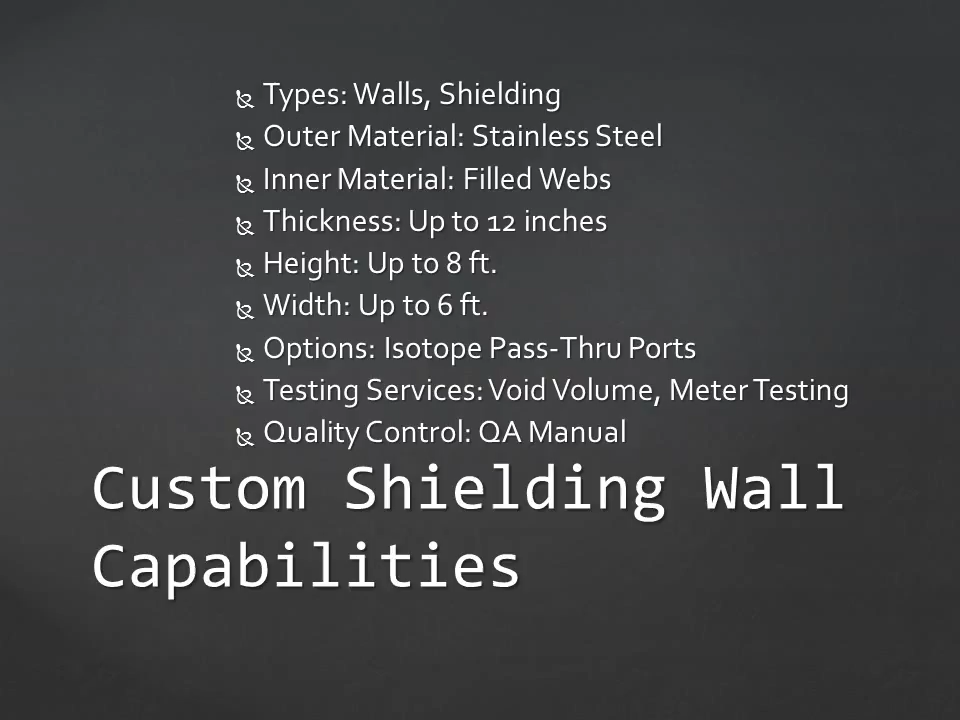 Types: Walls, Shielding
Outer Material: Stainless Steel
Inner Material: Filled Webs
Thickness: Up to 12 inches
Height: Up to 8 ft.
Width: Up to 6 ft.
Options: Isotope Pass-Thru Ports
Testing Services: Void Volume, Meter Testing
Quality Control: QA Manual
Custom Shielding Wall
Capabilities